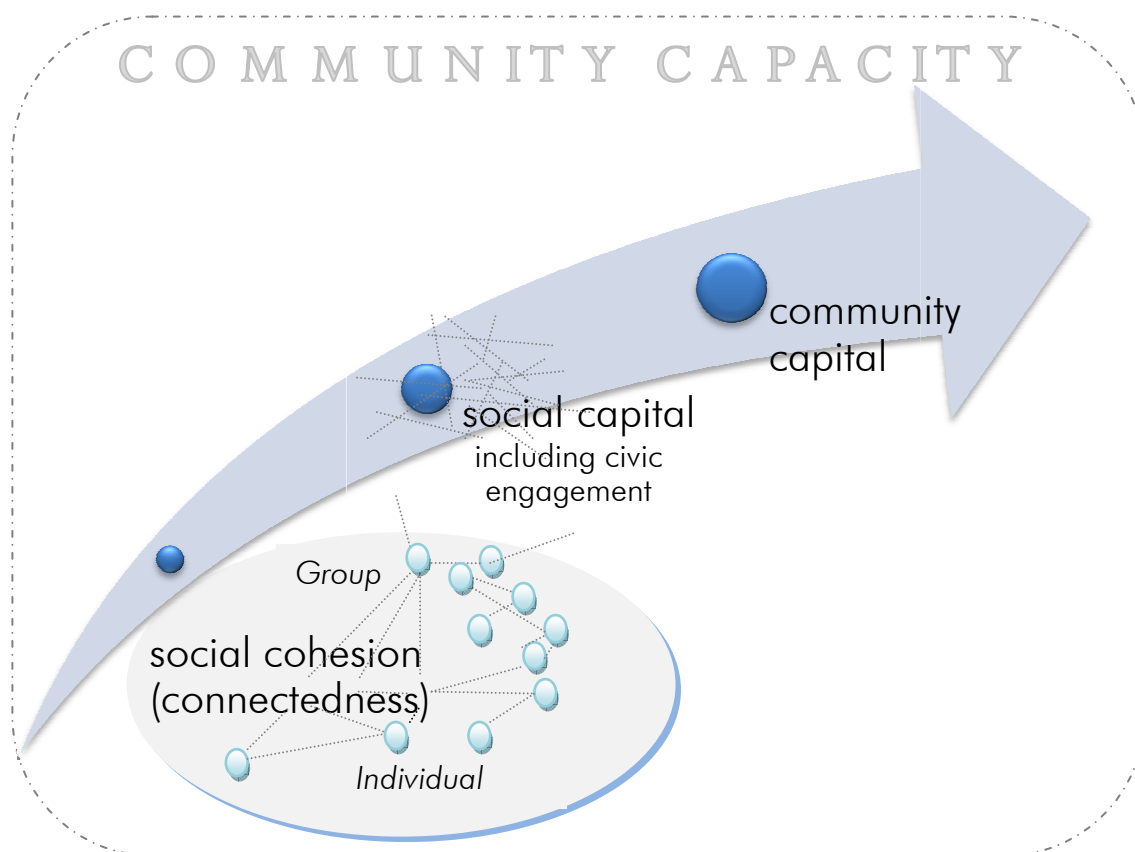 COMMUNITY CAPACITY
community
capital
social capital
including civic
engagement
Group
social cohesion
(connectedness)
Individual